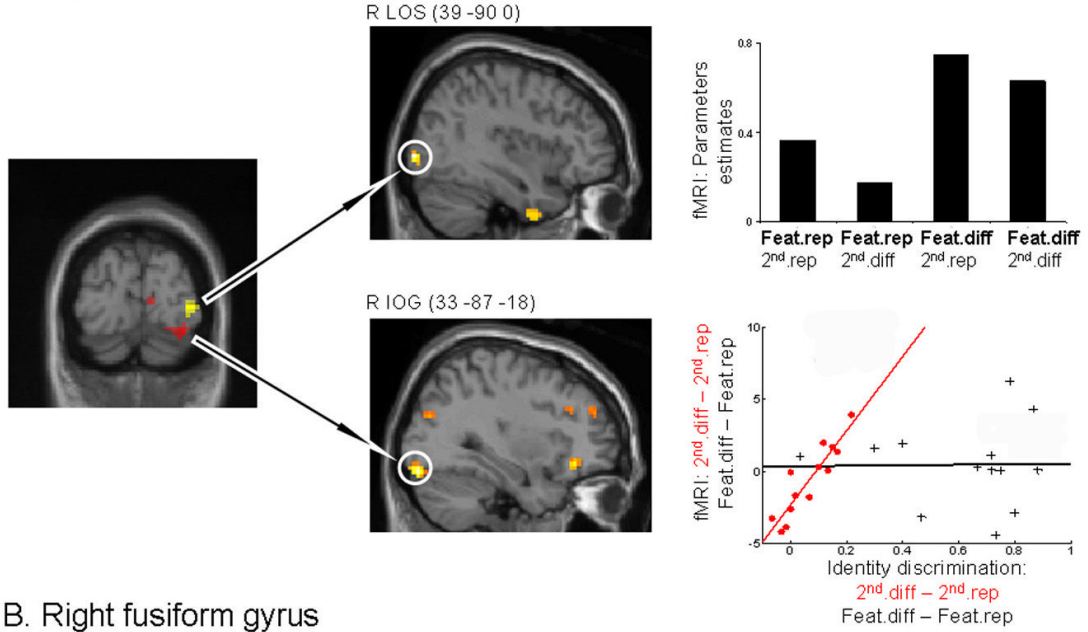 R LOS (39 -90 0)
fMRI: Parameters
estimates
0.8
0.4
0
Feat.rep Feat.rep Feat.diff Feat.diff
2nd.rep 2nd.diff 2nd.rep 2nd.diff
R IOG (33 -87 -18)
fMRI: 2nd.diff – 2nd.rep
Feat.diff – Feat.rep
10
5
0
-5
0 0.2 0.4 0.6 0.8 1
Identity discrimination:
2nd.diff – 2nd.rep
Feat.diff – Feat.rep
B. Right fusiform gyrus